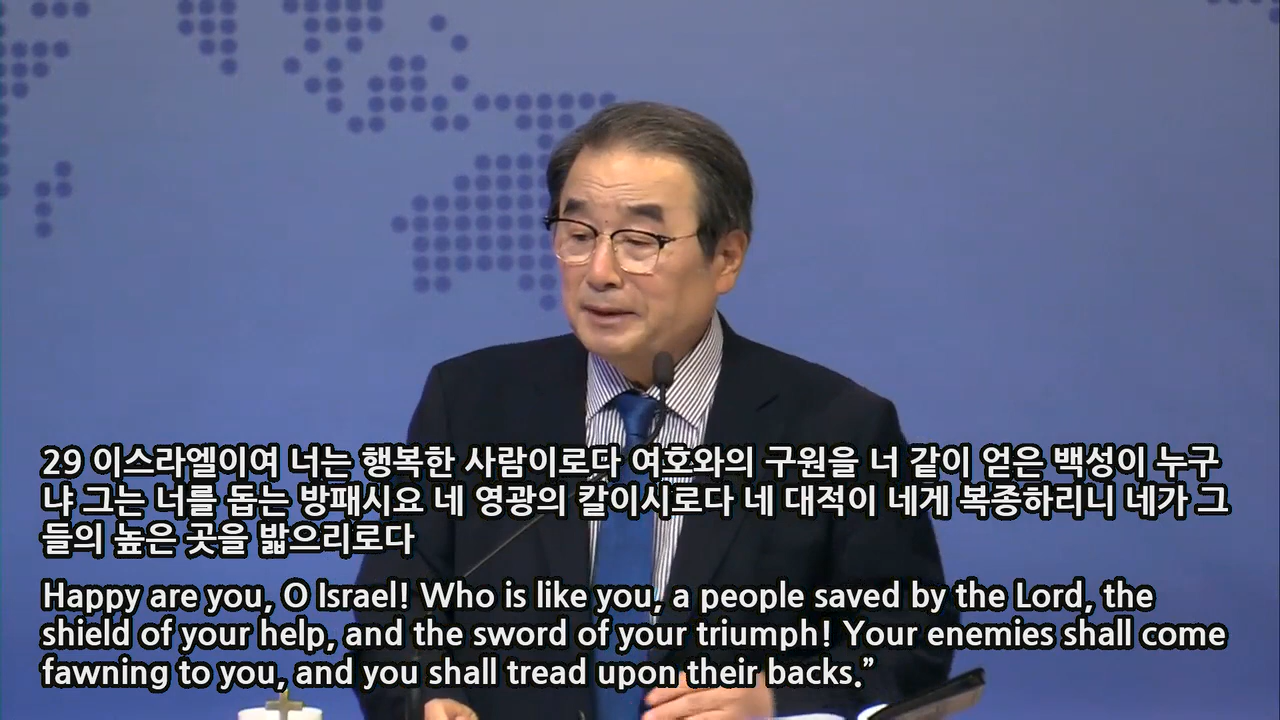 29 이스라엘이여 너는 행복한 사람이로다 여호와의 구원을 너 같이 얻은 백성이 누구
냐 그는 너를 돕는 방패시요 네 영광의 칼이시로다 네 대적이 네게 복종하리니 네가 그
들의 높은 곳을 밟으리로다
Happy are you, O Israel! Who is like you, a people saved by the Lord, the
shield of your help, and the sword of your triumph! Your enemies shall come
fawning to you, and you shall tread upon their backs.”